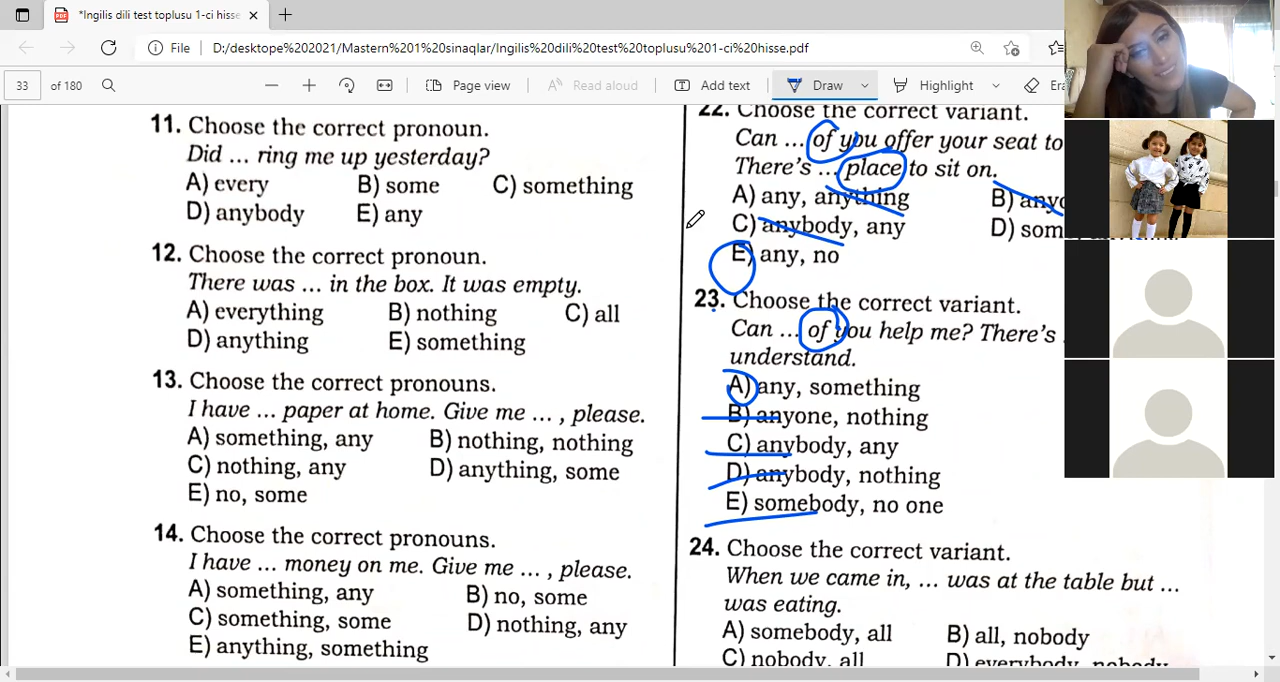 *Ingilis dili test toplusu 1-ci hisse
File
D:/desktope%202021/Mastern%201%20sinaqlar/Ingilis%20dili%20test%20toplusu%201-ci%20hisse.pdf
33 of 180
Page view
Read aloud
Add text
Draw
Highlight
11. Choose the correct pronoun.
Did ... ring me up yesterday?
A) every B) some C) something
D) anybody E) any
12. Choose the correct pronoun.
There was ... in the box. It was empty.
A) everything B) nothing C) all
D) anything E) something
13. Choose the correct pronouns.
I have ... paper at home. Give me ... , please.
A) something, any B) nothing, nothing
C) nothing, any D) anything, some
E) no, some
14. Choose the correct pronouns.
I have ... money on me. Give me ... , please.
A) something, any B) no, some
C) something, some D) nothing, any
E) anything, something
22. Choose the correct variant.
Can ... of you offer your seat to
There's ... place to sit on.
A) any, anything B)
C) anybody, any D)
E) any, no
23. Choose the correct variant.
Can ... of you help me? There's
understand.
A) any, something
B) anyone, nothing
C) anybody, any
D) anybody, nothing
E) somebody, no one
24. Choose the correct variant.
When we came in, ... was at the table but ...
was eating.
A) somebody, all B) all, nobody
C) nobody, all D) everybody, nobody